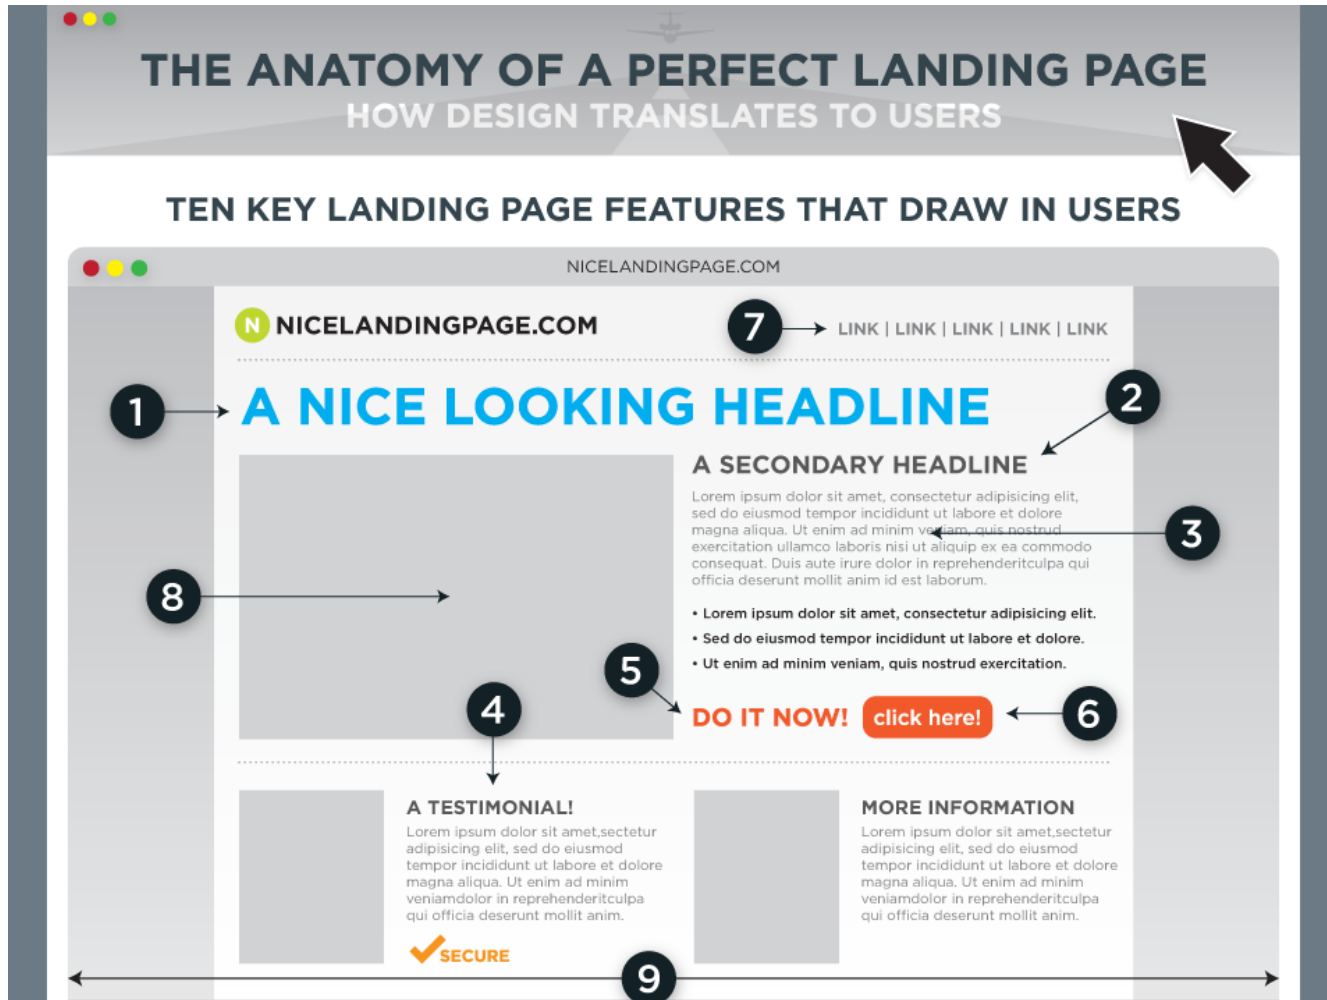 THE ANATOMY OF A PERFECT LANDING PAGE
HOW DESIGN TRANSLATES TO USERS
TEN KEY LANDING PAGE FEATURES THAT DRAW IN USERS
NICELANDINGPAGE.COM
N NICELANDINGPAGE.COM
7
LINK | LINK | LINK | LINK | LINK
1
A NICE LOOKING HEADLINE
2
A SECONDARY HEADLINE
Lorem ipsum dolor sit amet, consectetur adipisicing elit,
sed do eiusmod tempor incididunt ut labore et dolore
magna aliqua. Ut enim ad minim veniam, quis nostrud
exercitation ullamco laboris nisi ut aliquip ex ea commodo
consequat. Duis aute irure dolor in reprehenderitculpa qui
officia deserunt mollit anim id est laborum.
3
8
• Lorem ipsum dolor sit amet, consectetur adipisicing elit.
• Sed do eiusmod tempor incididunt ut labore et dolore.
• Ut enim ad minim veniam, quis nostrud exercitation.
5
DO IT NOW! click here!
6
4
A TESTIMONIAL!
Lorem ipsum dolor sit amet,sectetur
adipisicing elit, sed do eiusmod
tempor incididunt ut labore et dolore
magna aliqua. Ut enim ad minim
veniamdolor in reprehenderitculpa
qui officia deserunt mollit anim.
SECURE
MORE INFORMATION
Lorem ipsum dolor sit amet,sectetur
adipisicing elit, sed do eiusmod
tempor incididunt ut labore et dolore
magna aliqua. Ut enim ad minim
veniamdolor in reprehenderitculpa
qui officia deserunt mollit anim.
9